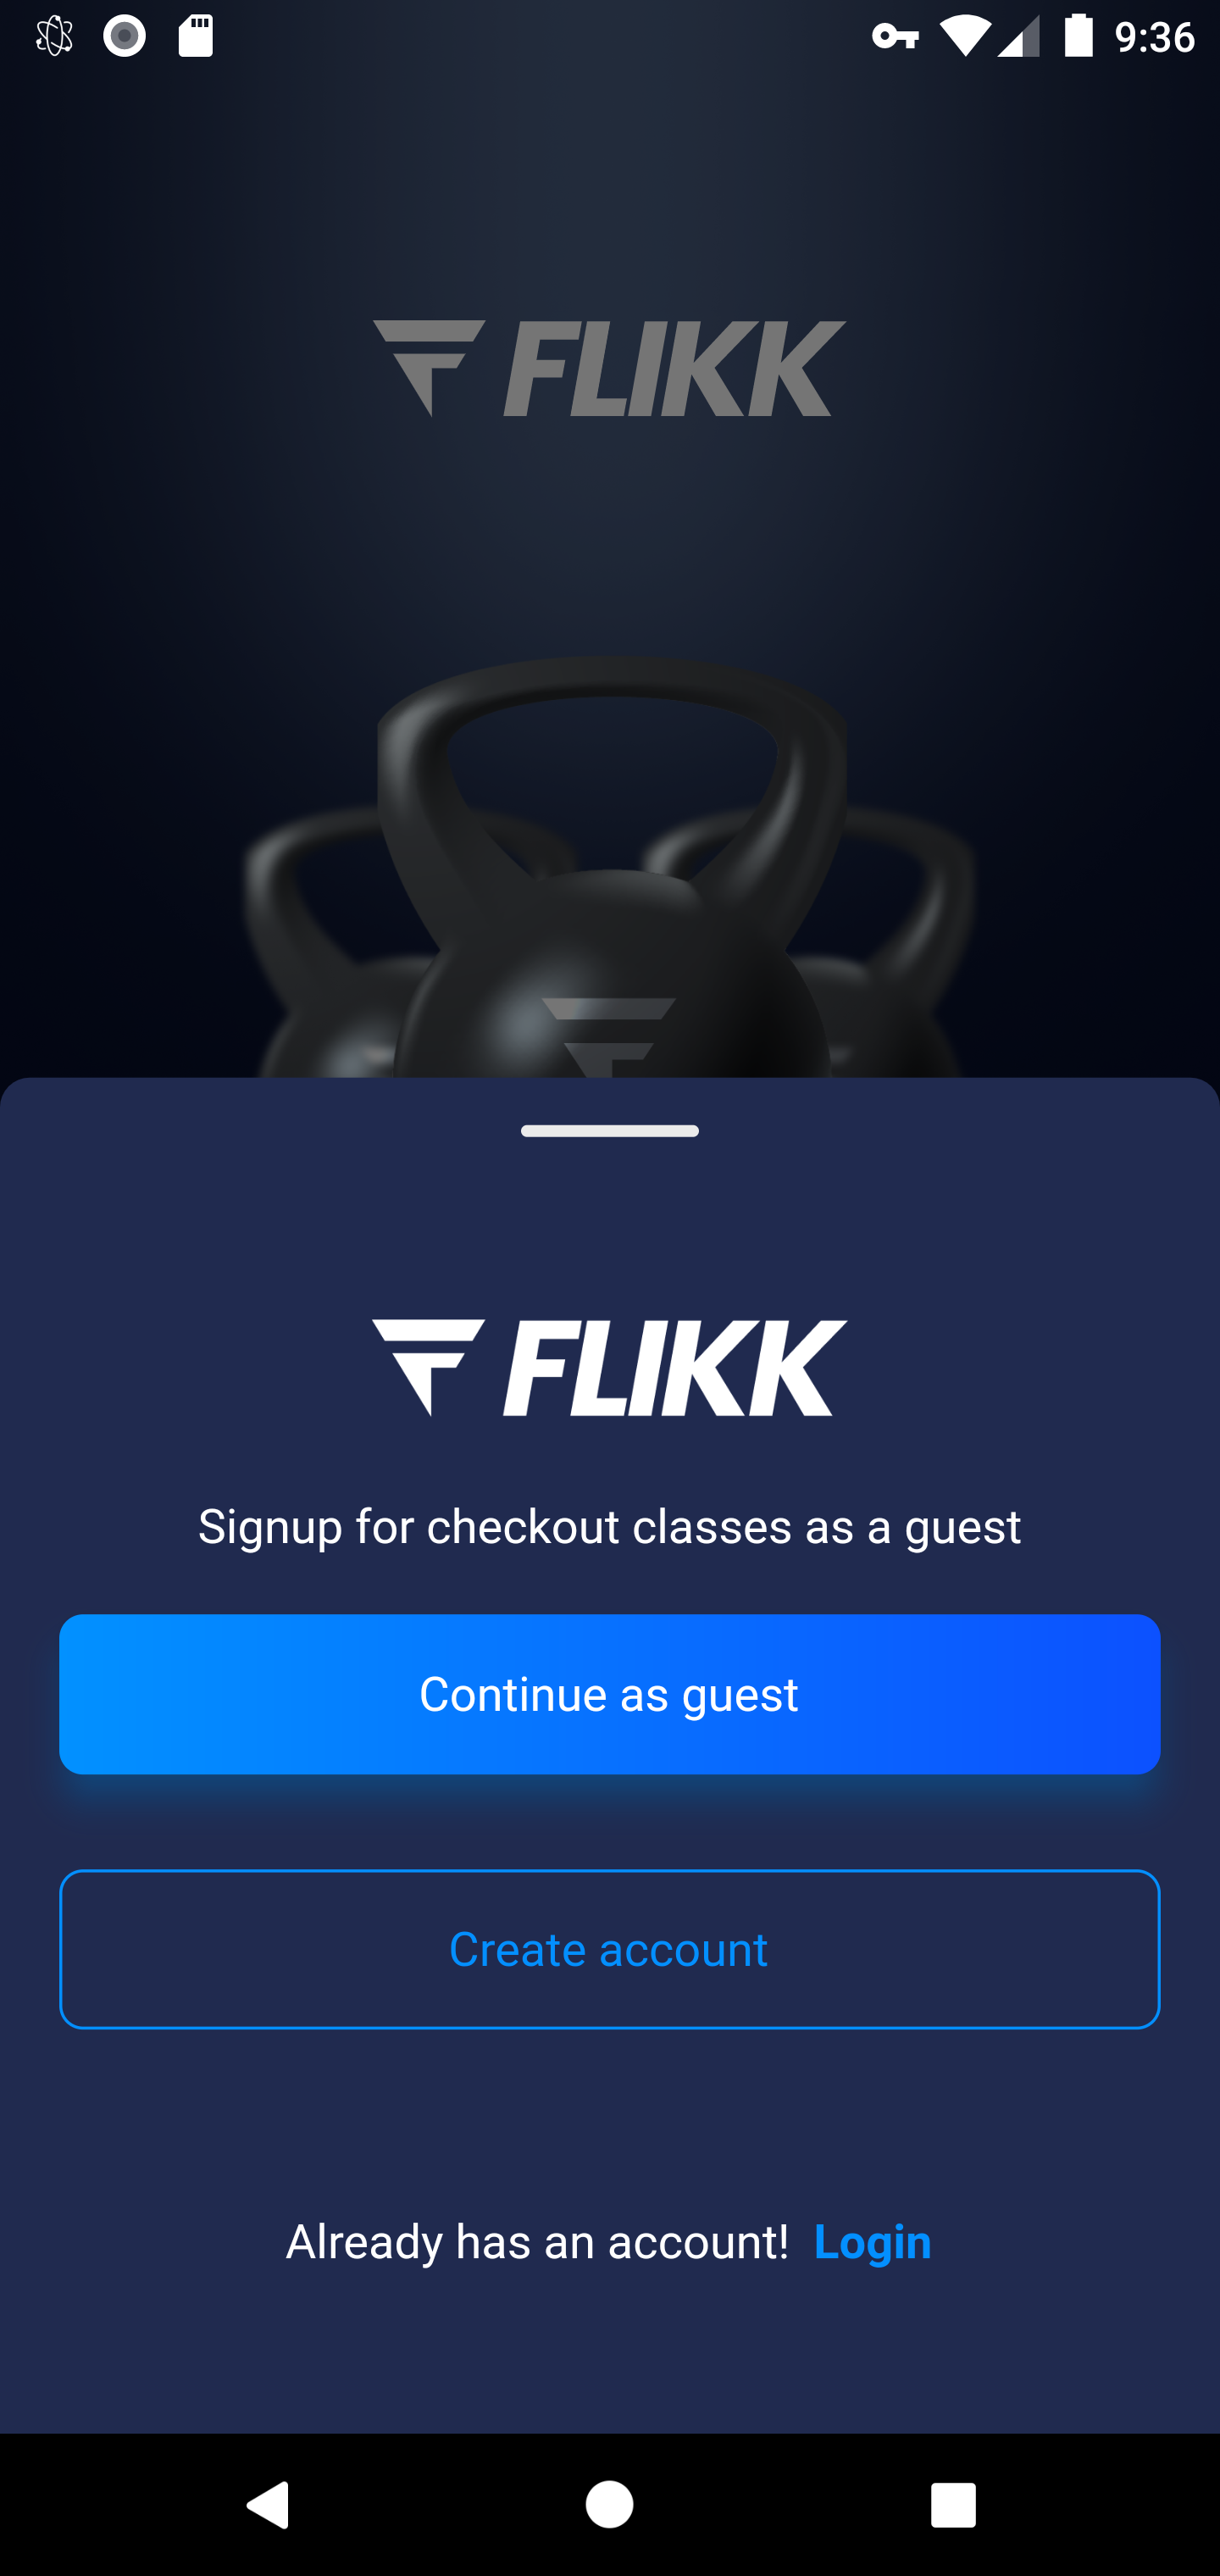 9:36
FLIKK
FLIKK
Signup for checkout classes as a guest
Continue as guest
Create account
Already has an account! Login